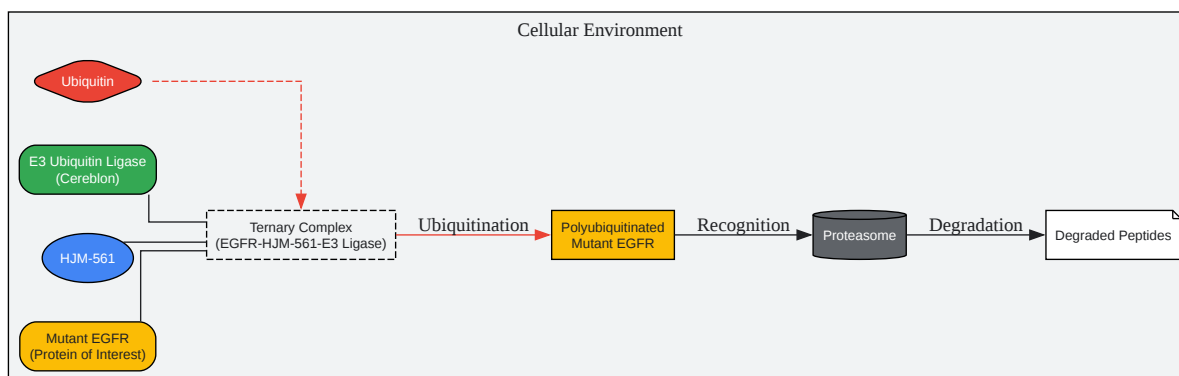 Cellular Environment
Ubiquitin
E3 Ubiquitin Ligase
(Cereblon)
HJM-561
Mutant EGFR
(Protein of Interest)
Ternary Complex
(EGFR-HJM-561-E3 Ligase)
Ubiquitination
Polyubiquitinated
Mutant EGFR
Recognition
Proteasome
Degradation
Degraded Peptides